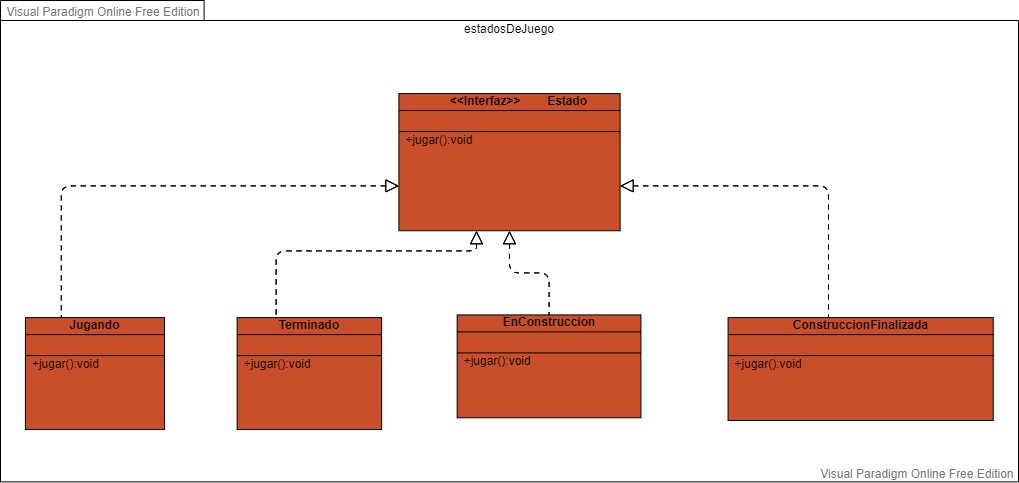 Visual Paradigm Online Free Edition
estadosDeJuego
<<Interfaz>> Estado
+jugar():void
Jugando
+jugar():void
Terminado
+jugar():void
EnConstruccion
+jugar():void
ConstruccionFinalizada
+jugar():void
Visual Paradigm Online Free Edition